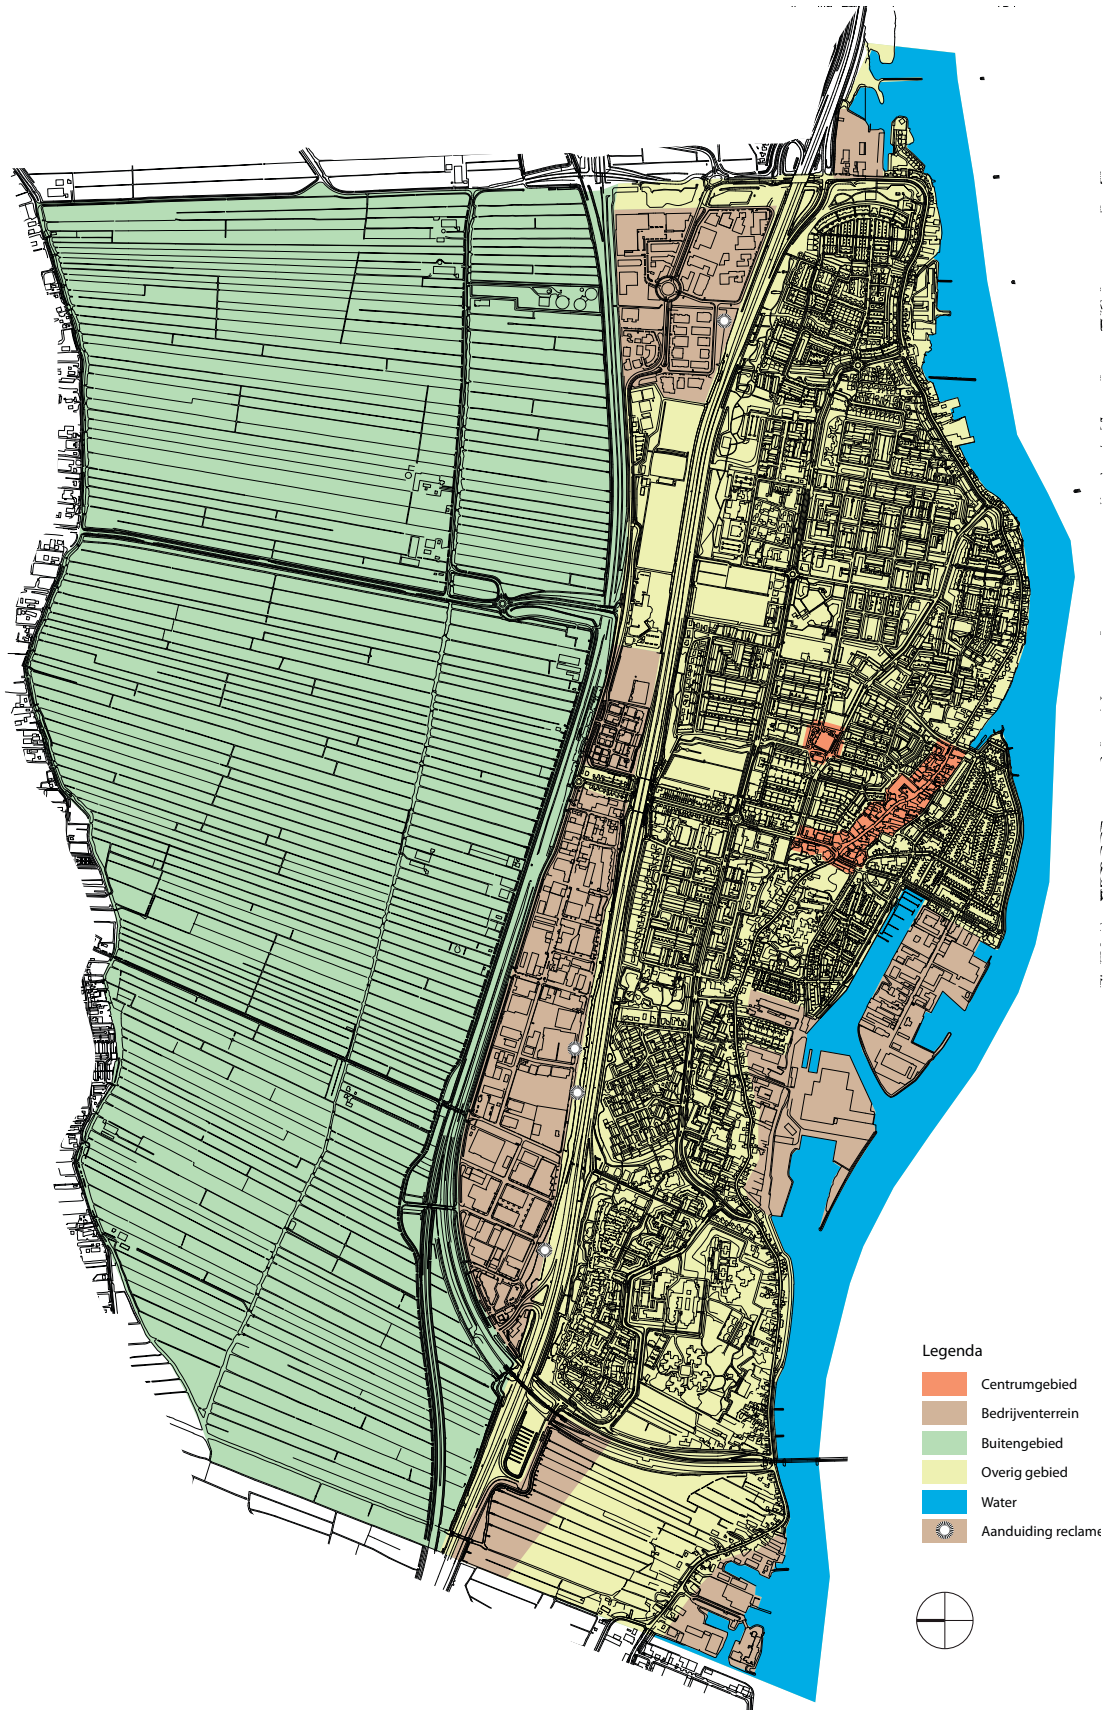 Legenda
Centrumgebied
Bedrijventerrein
Buitengebied
Overig gebied
Water
Aanduiding reclame